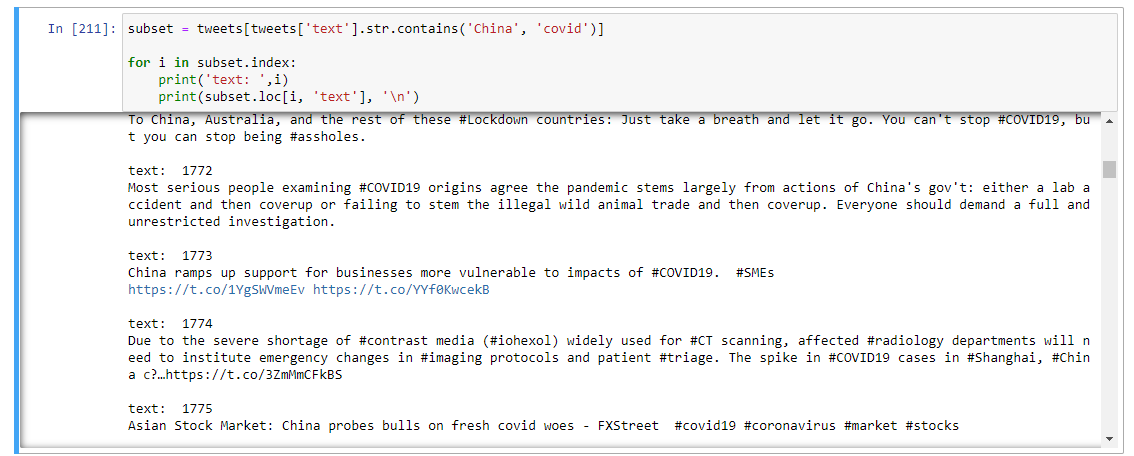 In [211]: subset = tweets[tweets['text'].str.contains('China', 'covid')]
for i in subset.index:
    print('text: ',i)
    print(subset.loc[i, 'text'], '\n')
To China, Australia, and the rest of these #Lockdown countries: Just take a breath and let it go. You can't stop #COVID19, bu
t you can stop being #assholes.
text:  1772
Most serious people examining #COVID19 origins agree the pandemic stems largely from actions of China's gov't: either a lab a
ccident and then coverup or failing to stem the illegal wild animal trade and then coverup. Everyone should demand a full and
unrestricted investigation.
text:  1773
China ramps up support for businesses more vulnerable to impacts of #COVID19.  #SMEs
https://t.co/1YgSWVmeEv https://t.co/YYf0KwcekB
text:  1774
Due to the severe shortage of #contrast media (#iohexol) widely used for #CT scanning, affected #radiology departments will n
eed to institute emergency changes in #imaging protocols and patient #triage. The spike in #COVID19 cases in #Shanghai, #Chin
a c?…https://t.co/3ZmMmCFkBS
text:  1775
Asian Stock Market: China probes bulls on fresh covid woes - FXStreet  #covid19 #coronavirus #market #stocks